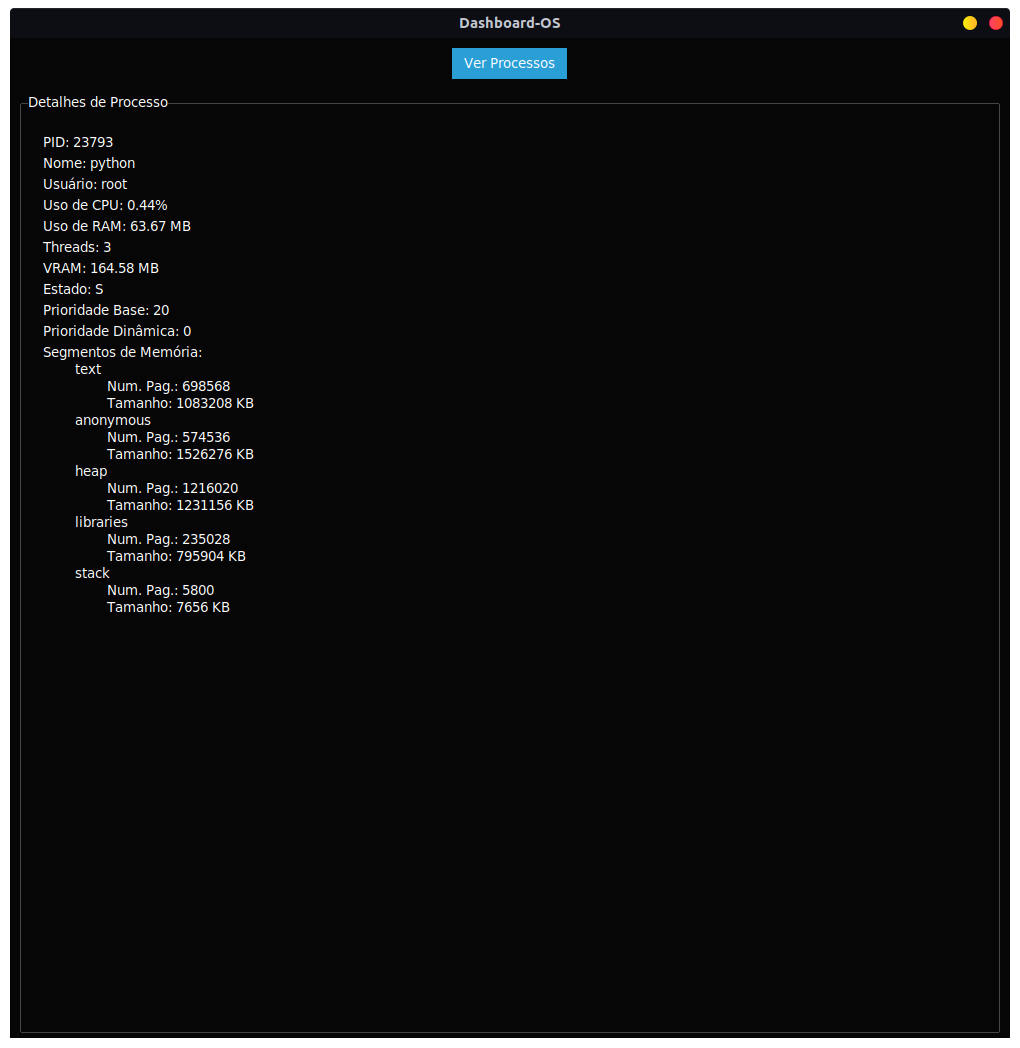 Dashboard-OS
Ver Processos
Detalhes de Processo
PID: 23793
Nome: python
Usuário: root
Uso de CPU: 0.44%
Uso de RAM: 63.67 MB
Threads: 3
VRAM: 164.58 MB
Estado: S
Prioridade Base: 20
Prioridade Dinâmica: 0
Segmentos de Memória:
text
Num. Pag.: 698568
Tamanho: 1083208 KB
anonymous
Num. Pag.: 574536
Tamanho: 1526276 KB
heap
Num. Pag.: 1216020
Tamanho: 1231156 KB
libraries
Num. Pag.: 235028
Tamanho: 795904 KB
stack
Num. Pag.: 5800
Tamanho: 7656 KB